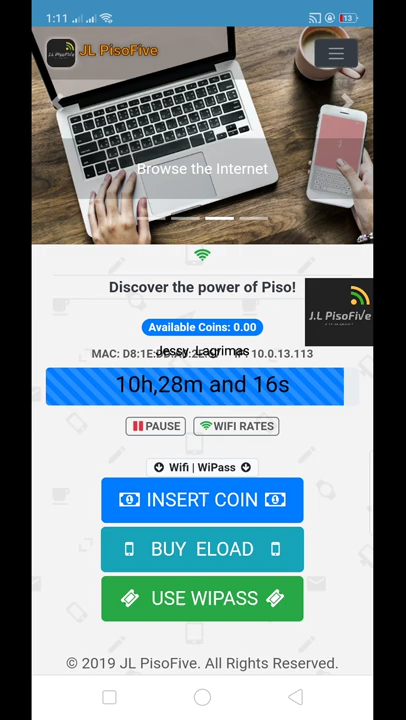 1:11
13
JL PisoFive
Browse the Internet
Discover the power of Piso!
J.L PisoFive
Available Coins: 0.00
Jessy Lagrimas
MAC: D8:1E: 10.0.13.113
10h,28m and 16s
PAUSE
WIFI RATES
Wifi | WiPass
INSERT COIN
BUY ELOAD
USE WIPASS
© 2019 JL PisoFive. All Rights Reserved.